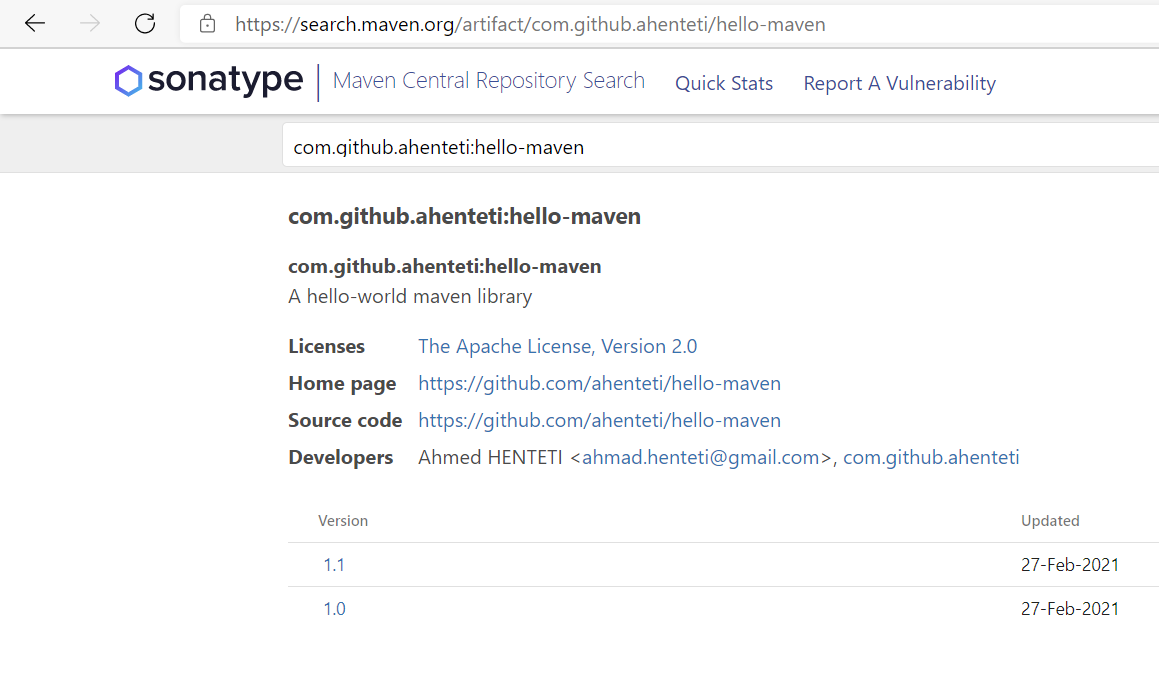 https://search.maven.org/artifact/com.github.ahenteti/hello-maven
sonatype | Maven Central Repository Search Quick Stats Report A Vulnerability
com.github.ahenteti:hello-maven
com.github.ahenteti:hello-maven
com.github.ahenteti:hello-maven
A hello-world maven library
Licenses The Apache License, Version 2.0
Home page https://github.com/ahenteti/hello-maven
Source code https://github.com/ahenteti/hello-maven
Developers Ahmed HENTETI <ahmad.henteti@gmail.com>, com.github.ahenteti
Version Updated
1.1 27-Feb-2021
1.0 27-Feb-2021